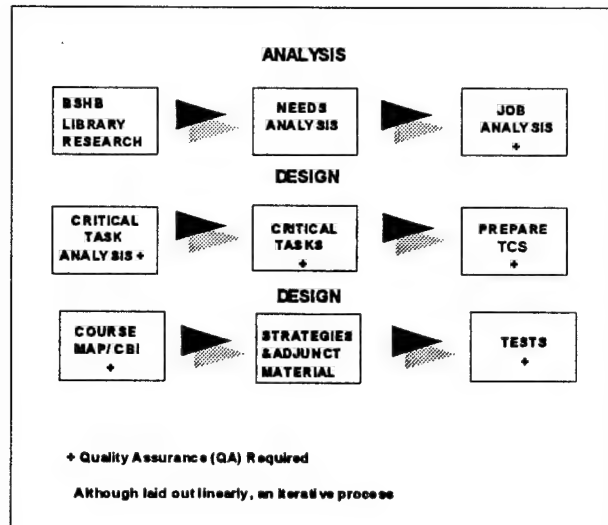 ANALYSIS
BSHB
LIBRARY
RESEARCH
NEEDS
ANALYSIS
JOB
ANALYSIS
+
DESIGN
CRITICAL
TASK
ANALYSIS +
CRITICAL
TASKS
+
PREPARE
TCS
+
DESIGN
COURSE
MAP/CBI
+
STRATEGIES
& ADJUNCT
MATERIAL
TESTS
+
+ Quality Assurance (QA) Required
Although laid out linearly, an iterative process